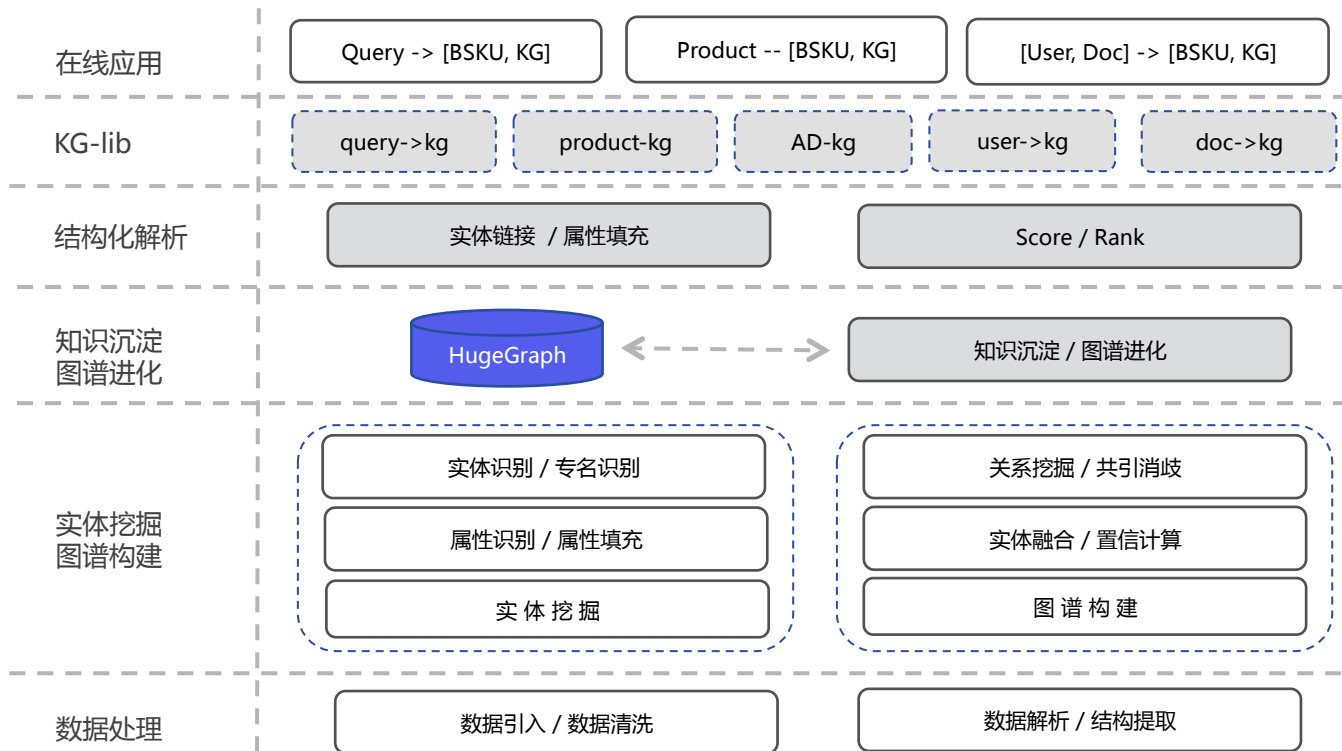 在线应用
Query -> [BSKU, KG]
Product -- [BSKU, KG]
[User, Doc] -> [BSKU, KG]
KG-lib
query->kg
product-kg
AD-kg
user->kg
doc->kg
结构化解析
实体链接 / 属性填充
Score / Rank
知识沉淀
图谱进化
HugeGraph
知识沉淀 / 图谱进化
实体挖掘
图谱构建
实体识别 / 专名识别
属性识别 / 属性填充
实 体 挖 掘
关系挖掘 / 共引消歧
实体融合 / 置信计算
图 谱 构 建
数据处理
数据引入 / 数据清洗
数据解析 / 结构提取